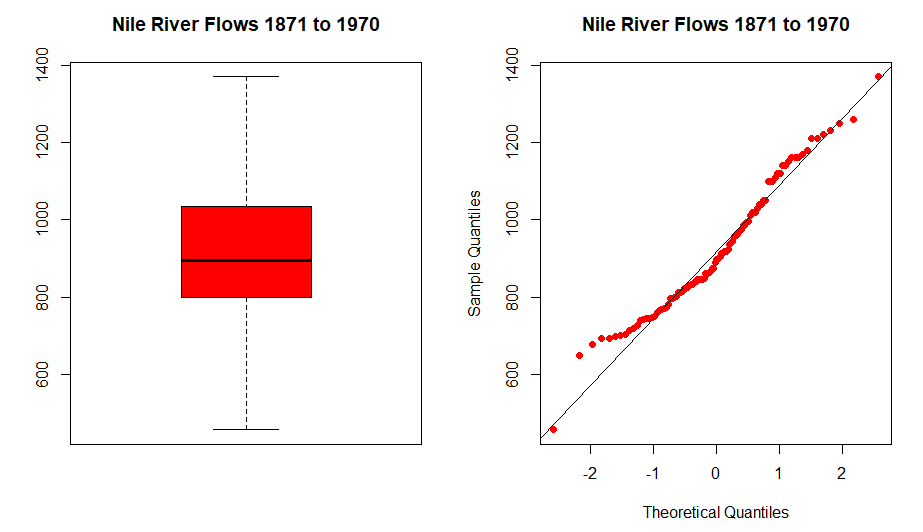 Nile River Flows 1871 to 1970
1400
1200
1000
800
600
Nile River Flows 1871 to 1970
Sample Quantiles
1400
1200
1000
800
600
-2 -1 0 1 2
Theoretical Quantiles